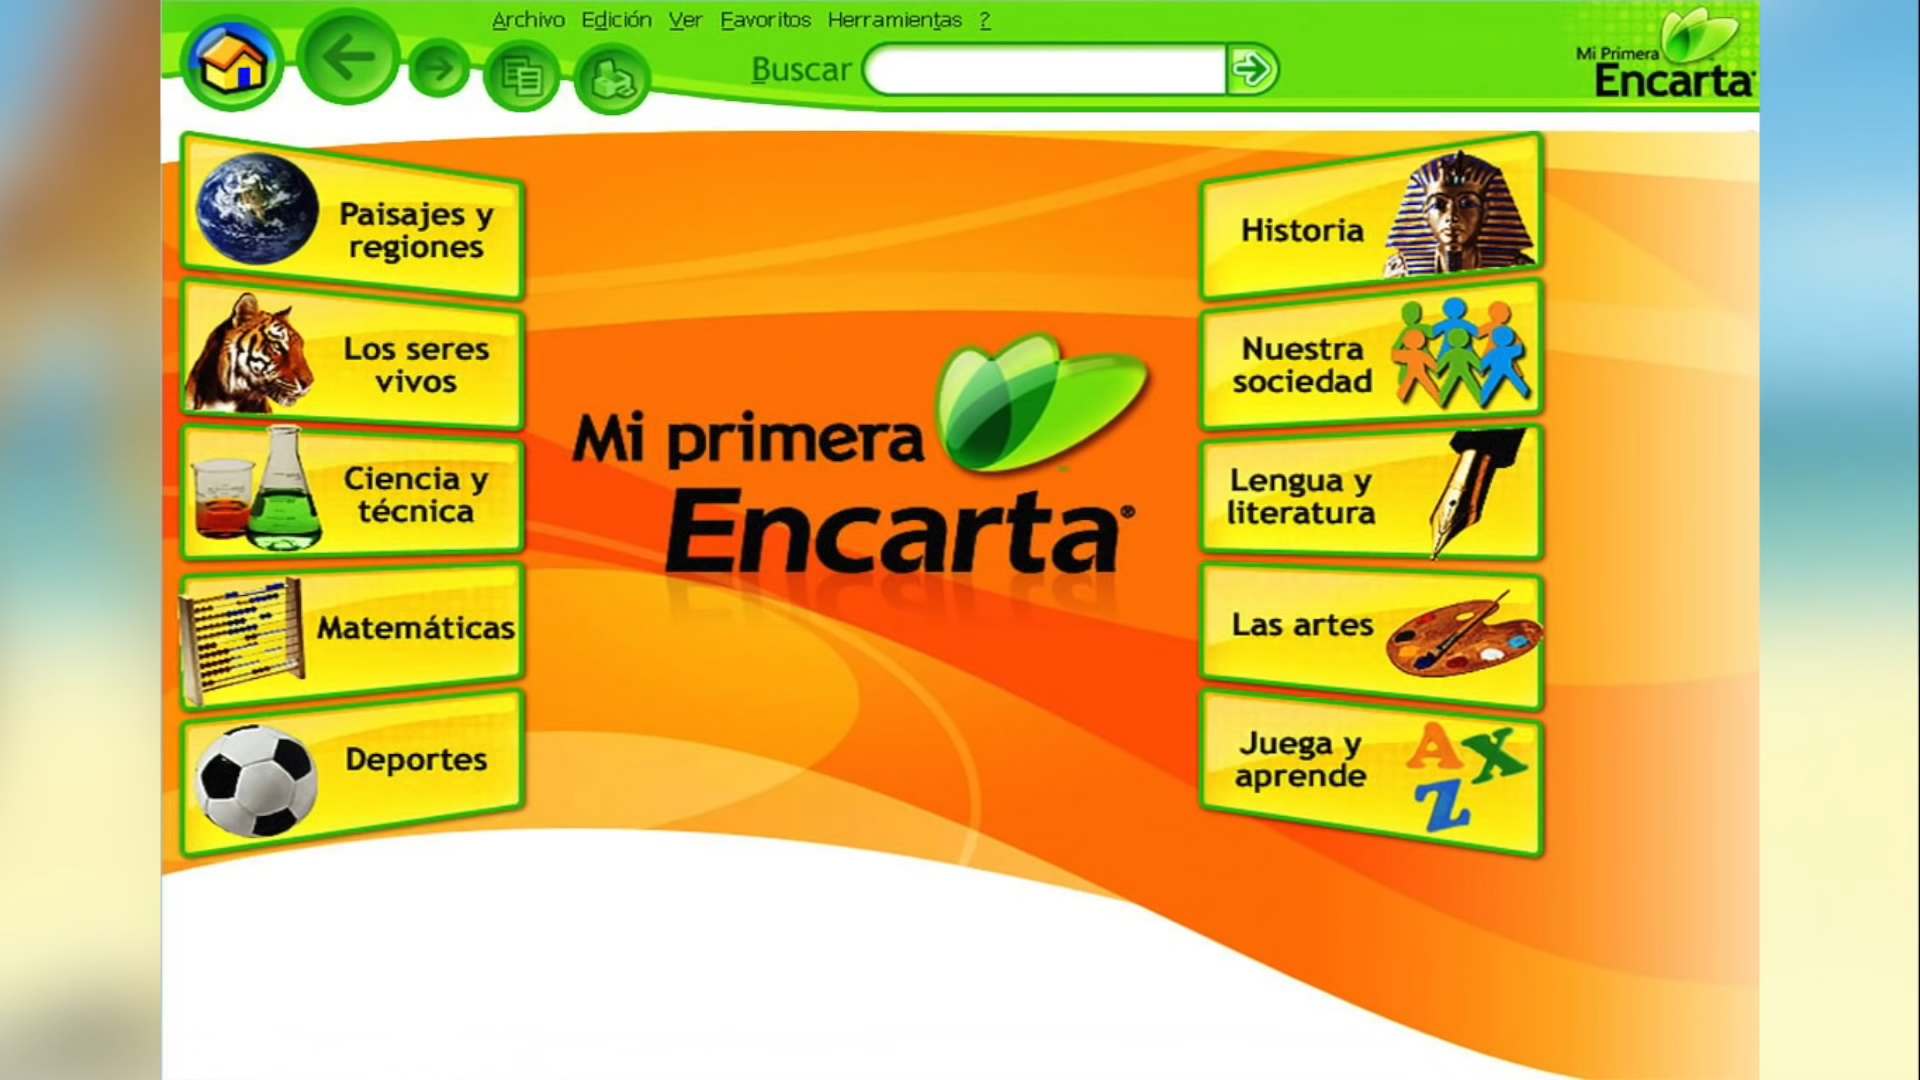 Archivo Edición Ver Favoritos Herramientas ?
Buscar
Mi Primera
Encarta
Paisajes y
regiones
Los seres
vivos
Ciencia y
técnica
Matemáticas
Deportes
Mi primera
Encarta®
Historia
Nuestra
sociedad
Lengua y
literatura
Las artes
Juega y
aprende
A X
Z